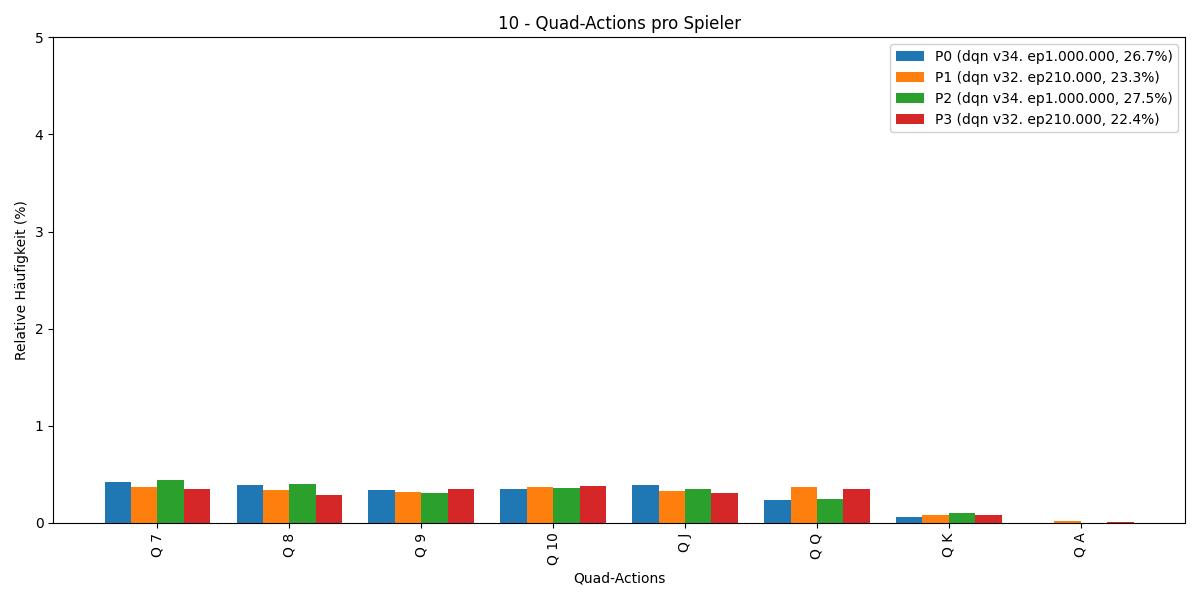 10 - Quad-Actions pro Spieler
P0 (dqn v34. ep1.000.000, 26.7%)
P1 (dqn v32. ep210.000, 23.3%)
P2 (dqn v34. ep1.000.000, 27.5%)
P3 (dqn v32. ep210.000, 22.4%)
Relative Häufigkeit (%)
5
4
3
2
1
0
Q 7
Q 8
Q 9
Q 10
Q J
Q Q
Q K
Q A
Quad-Actions